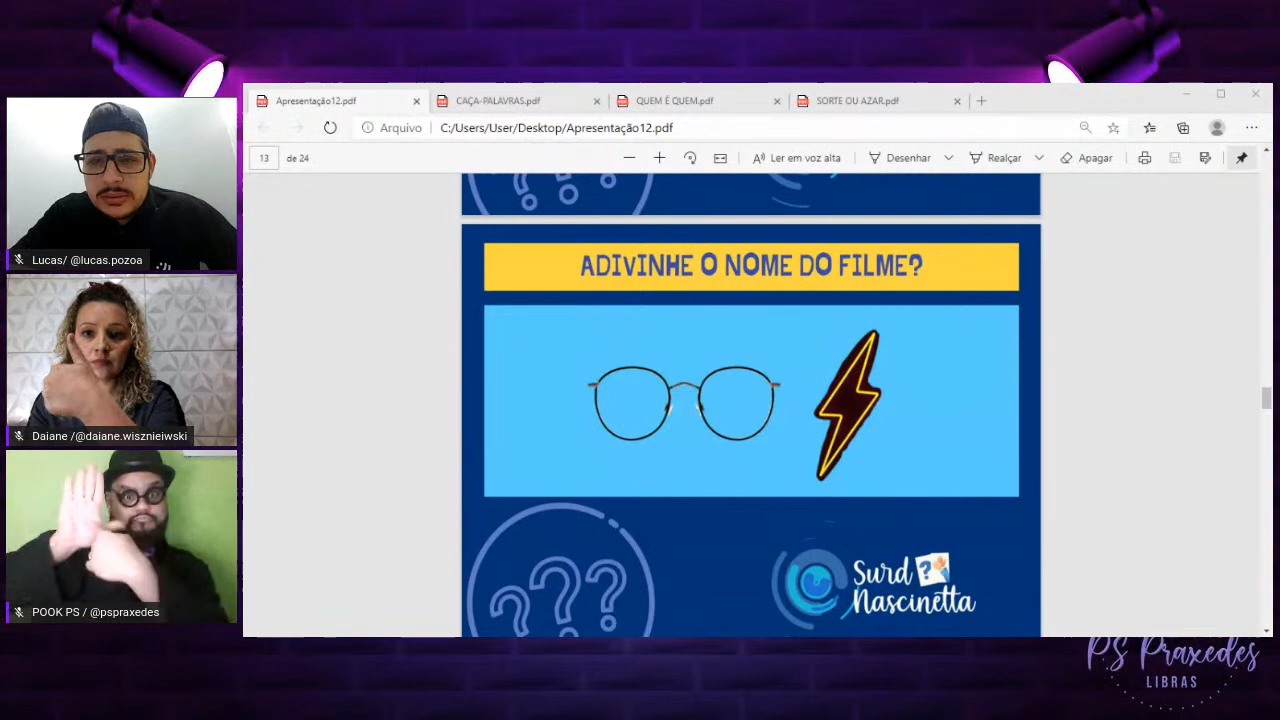 PS Praxedes
Apresentação12.pdf
CAÇA-PALAVRAS.pdf
QUEM É QUEM.pdf
SORTE OU AZAR.pdf
Arquivo
C:/Users/User/Desktop/Apresentação12.pdf
13
de 24
Ler em voz alta
Desenhar
Realçar
Apagar
ADIVINHE O NOME DO FILME?
???
Surd ?
Nascinetta
Lucas/ @lucas.pozoa
Daiane /@daiane.wisznieiwski
POOK PS / @pspraxedes
PS Praxedes
LIBRAS